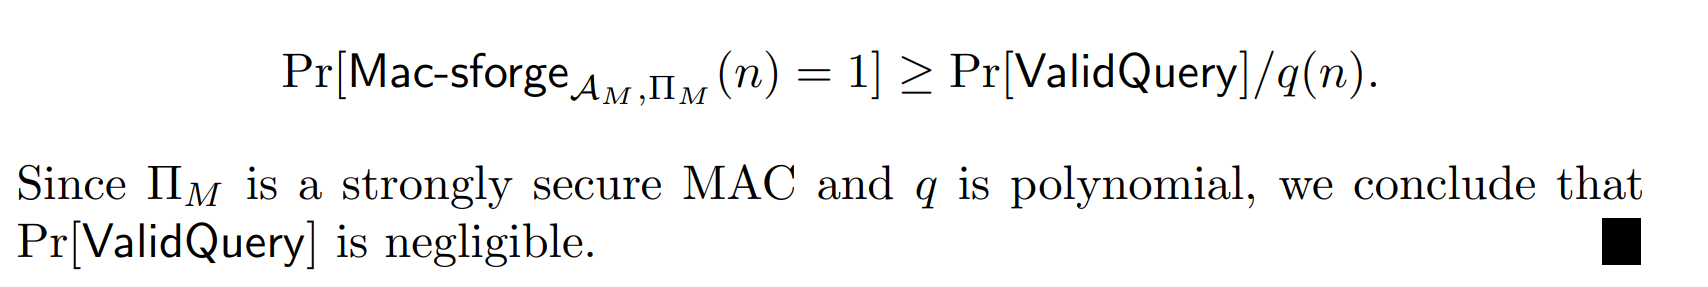 Pr[Mac-sforge_{𝒜_M,Π_M}(n) = 1] ≥ Pr[ValidQuery]/q(n).
Since Π_M is a strongly secure MAC and q is polynomial, we conclude that
Pr[ValidQuery] is negligible. ■